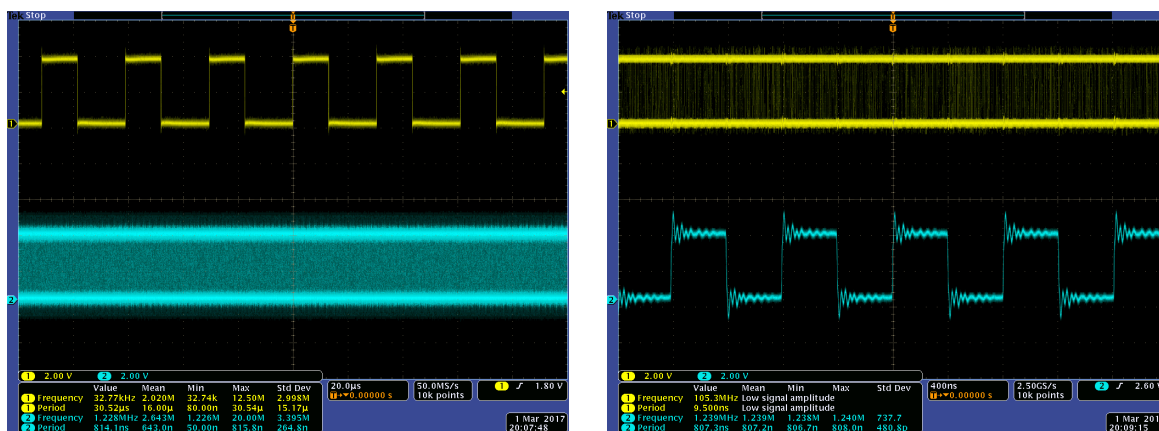 Stop
U
T
1
2
1 2.00 V 2 2.00 V
Value Mean Min Max Std Dev
1 Frequency 32.77kHz 2.020M 32.74k 12.50M 2.998M
1 Period 30.52µs 16.00µ 80.00n 30.54µ 15.17µ
2 Frequency 1.228MHz 2.643M 1.226M 20.00M 3.395M
2 Period 814.1ns 643.0n 50.00n 815.8n 264.8n
20.0µs
T→▼0.00000 s
50.0MS/s
10k points
1 ∫ 1.80 V
1 Mar 2017
20:07:48
Stop
U
T
1
2
1 2.00 V 2 2.00 V
Value Mean Min Max Std Dev
1 Frequency 105.3MHz Low signal amplitude
1 Period 9.500ns Low signal amplitude
2 Frequency 1.239MHz 1.239M 1.238M 1.240M 737.7
2 Period 807.3ns 807.2n 806.7n 808.0n 480.8p
400ns
T→▼0.00000 s
2.50GS/s
10k points
2 ∫ 2.60 V
1 Mar 2017
20:09:15